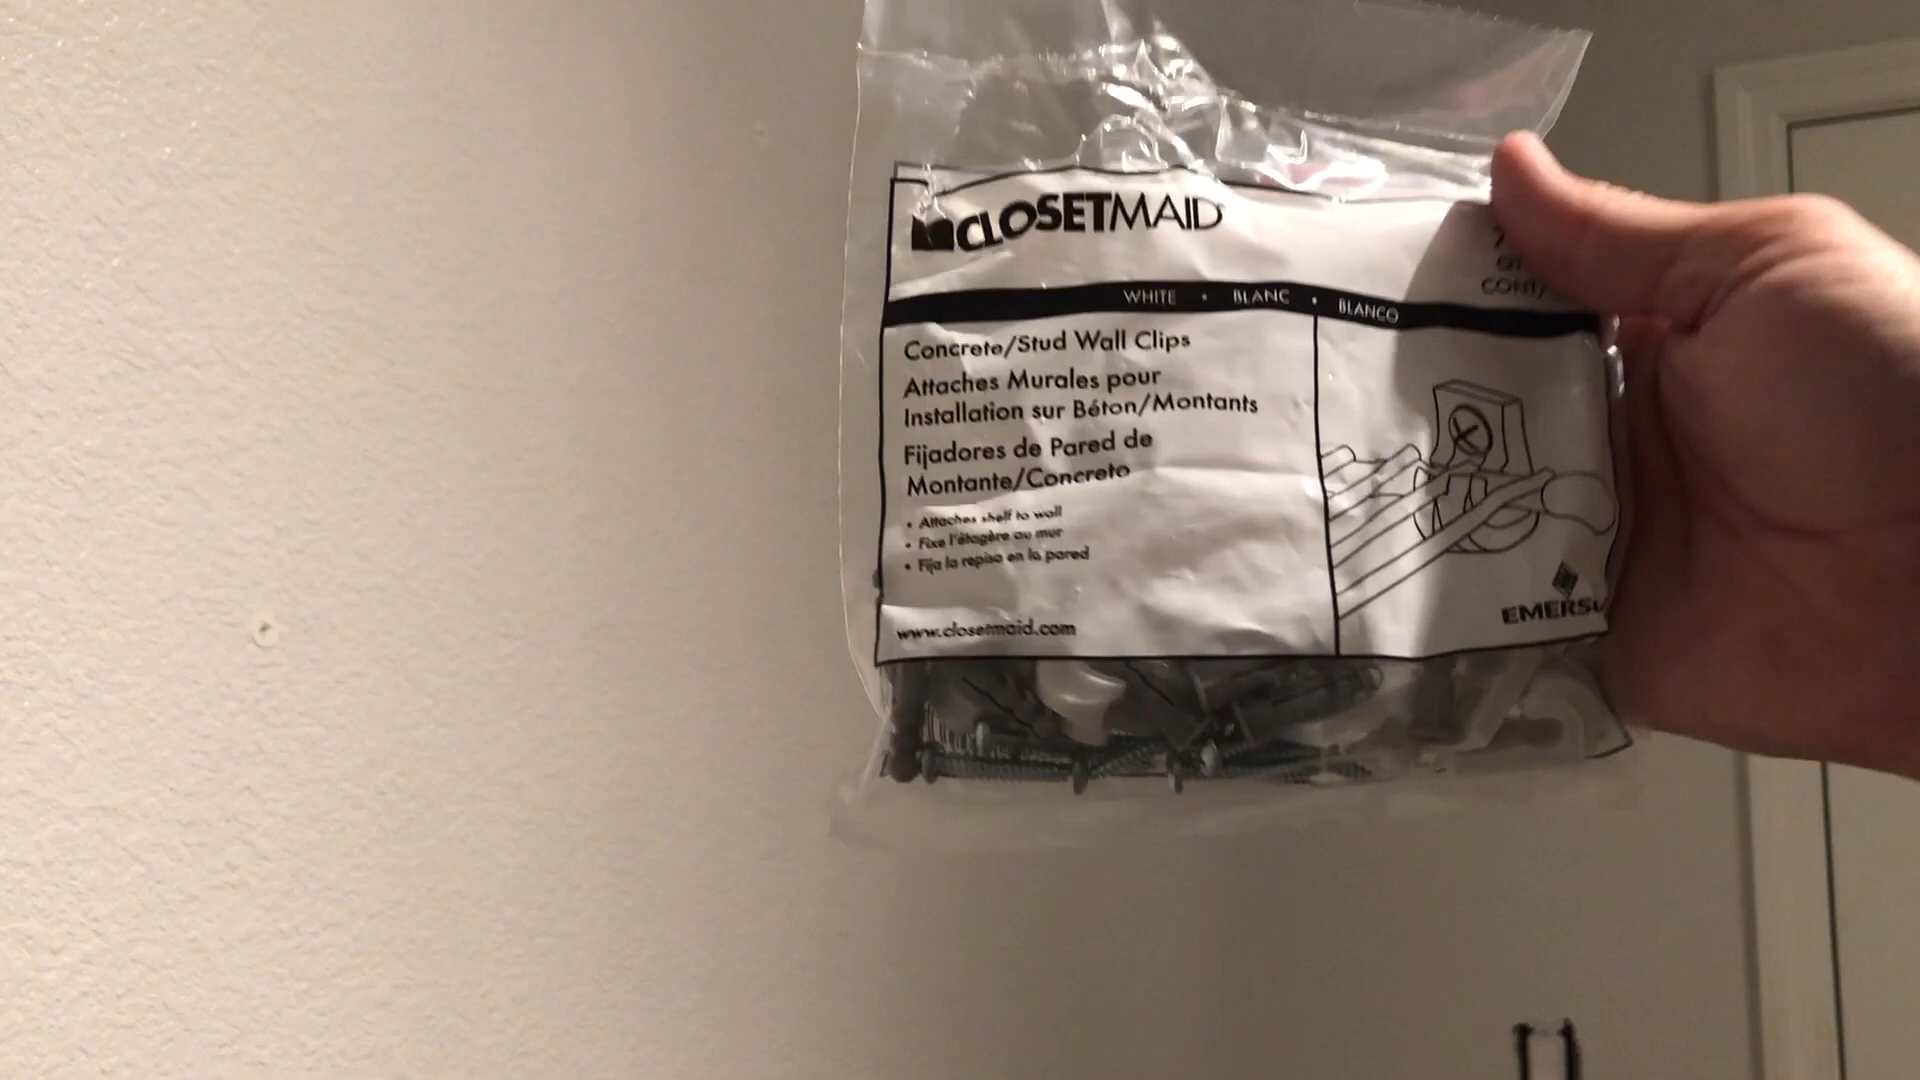 CLOSETMAID
WHITE • BLANC • BLANCO
Concrete/Stud Wall Clips
Attaches Murales pour
Installation sur Béton/Montants
Fijadores de Pared de
Montante/Concreto
• Attaches shelf to wall
• Fixe l'étagère au mur
• Fija la repisa en la pared
www.closetmaid.com